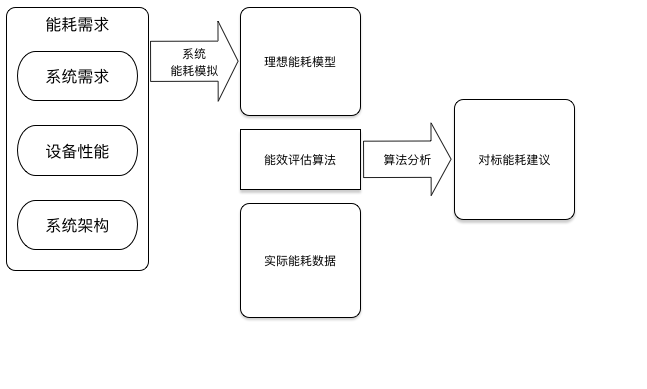 能耗需求
系统需求
设备性能
系统架构
系统
能耗模拟
理想能耗模型
能效评估算法
实际能耗数据
算法分析
对标能耗建议